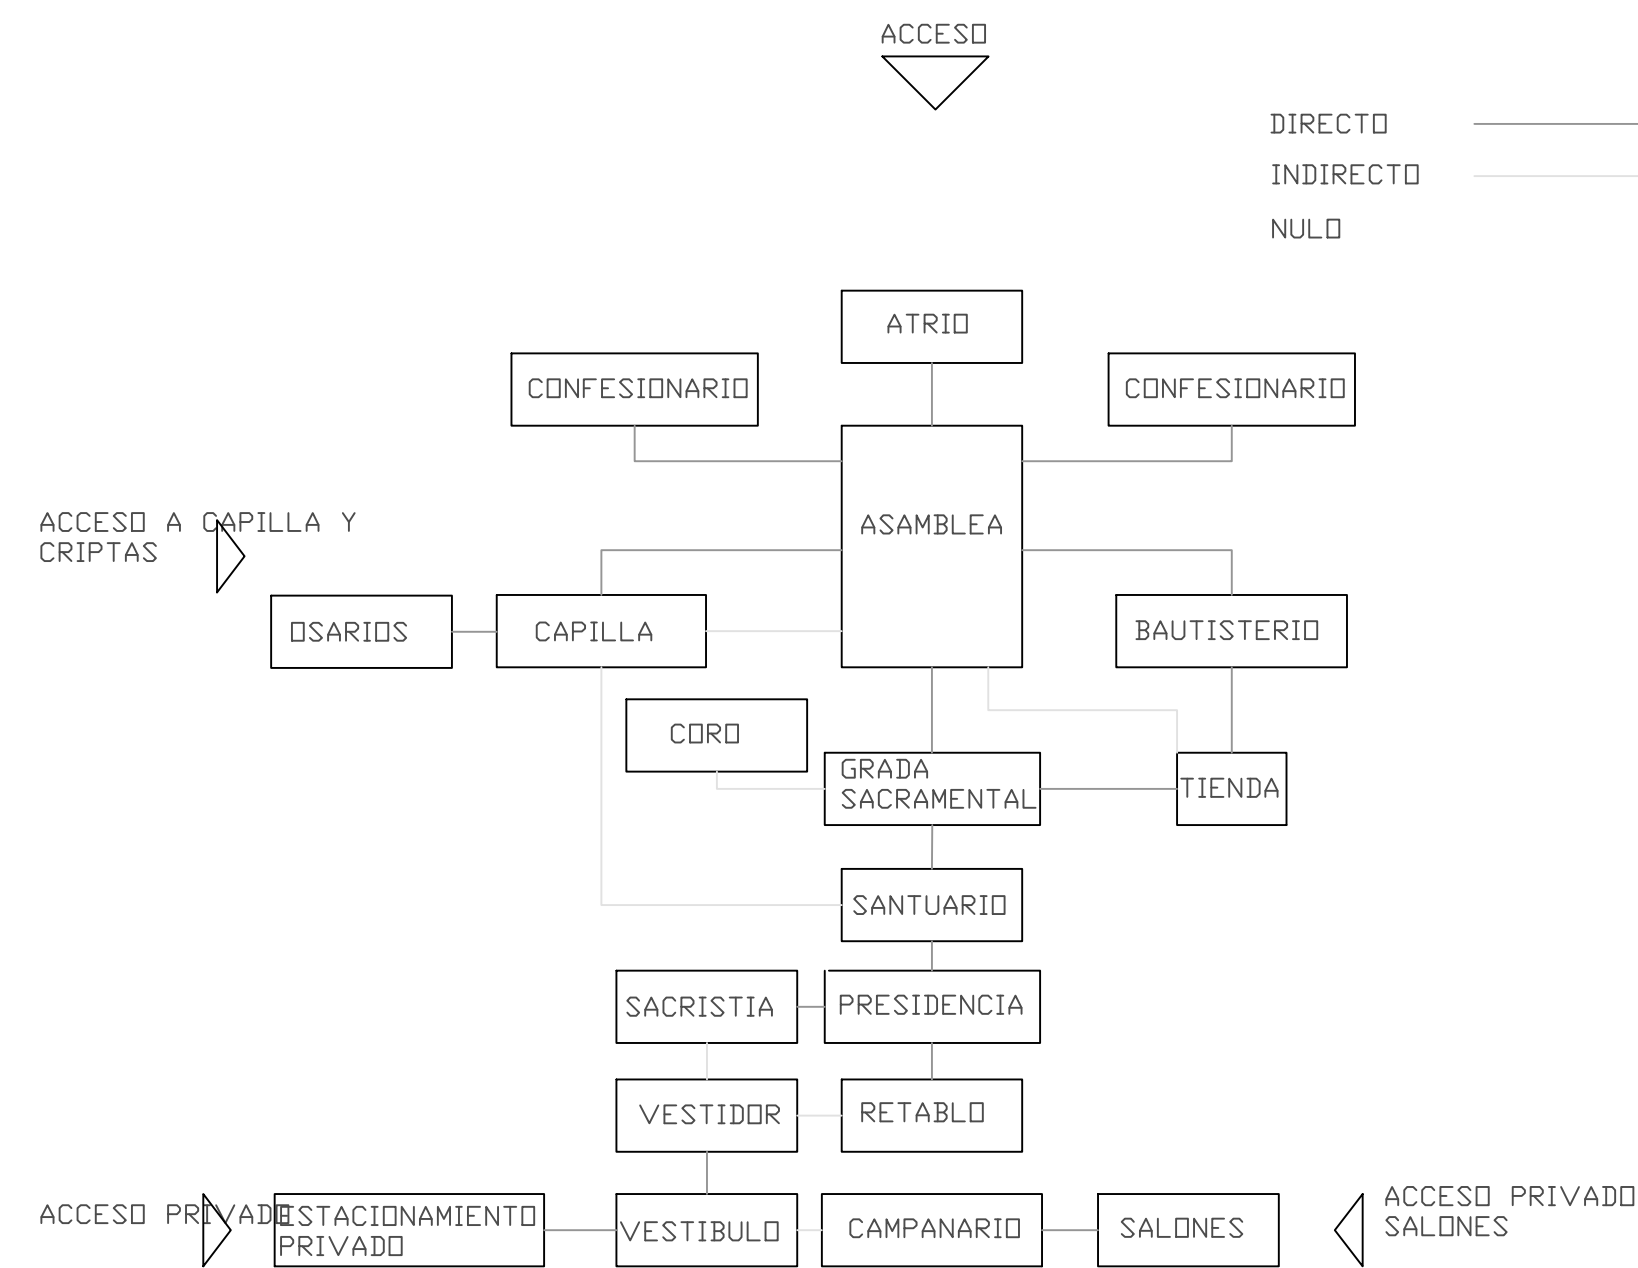 ACCESO
DIRECTO
INDIRECTO
NULO
ATRIO
CONFESIONARIO
CONFESIONARIO
ACCESO A CAPILLA Y
CRIPTAS
ASAMBLEA
OSARIOS
CAPILLA
BAUTISTERIO
CORO
GRADA
SACRAMENTAL
TIENDA
SANTUARIO
SACRISTIA
PRESIDENCIA
VESTIDOR
RETABLO
ACCESO PRIVADO
ESTACIONAMIENTO
PRIVADO
VESTIBULO
CAMPANARIO
SALONES
ACCESO PRIVADO
SALONES